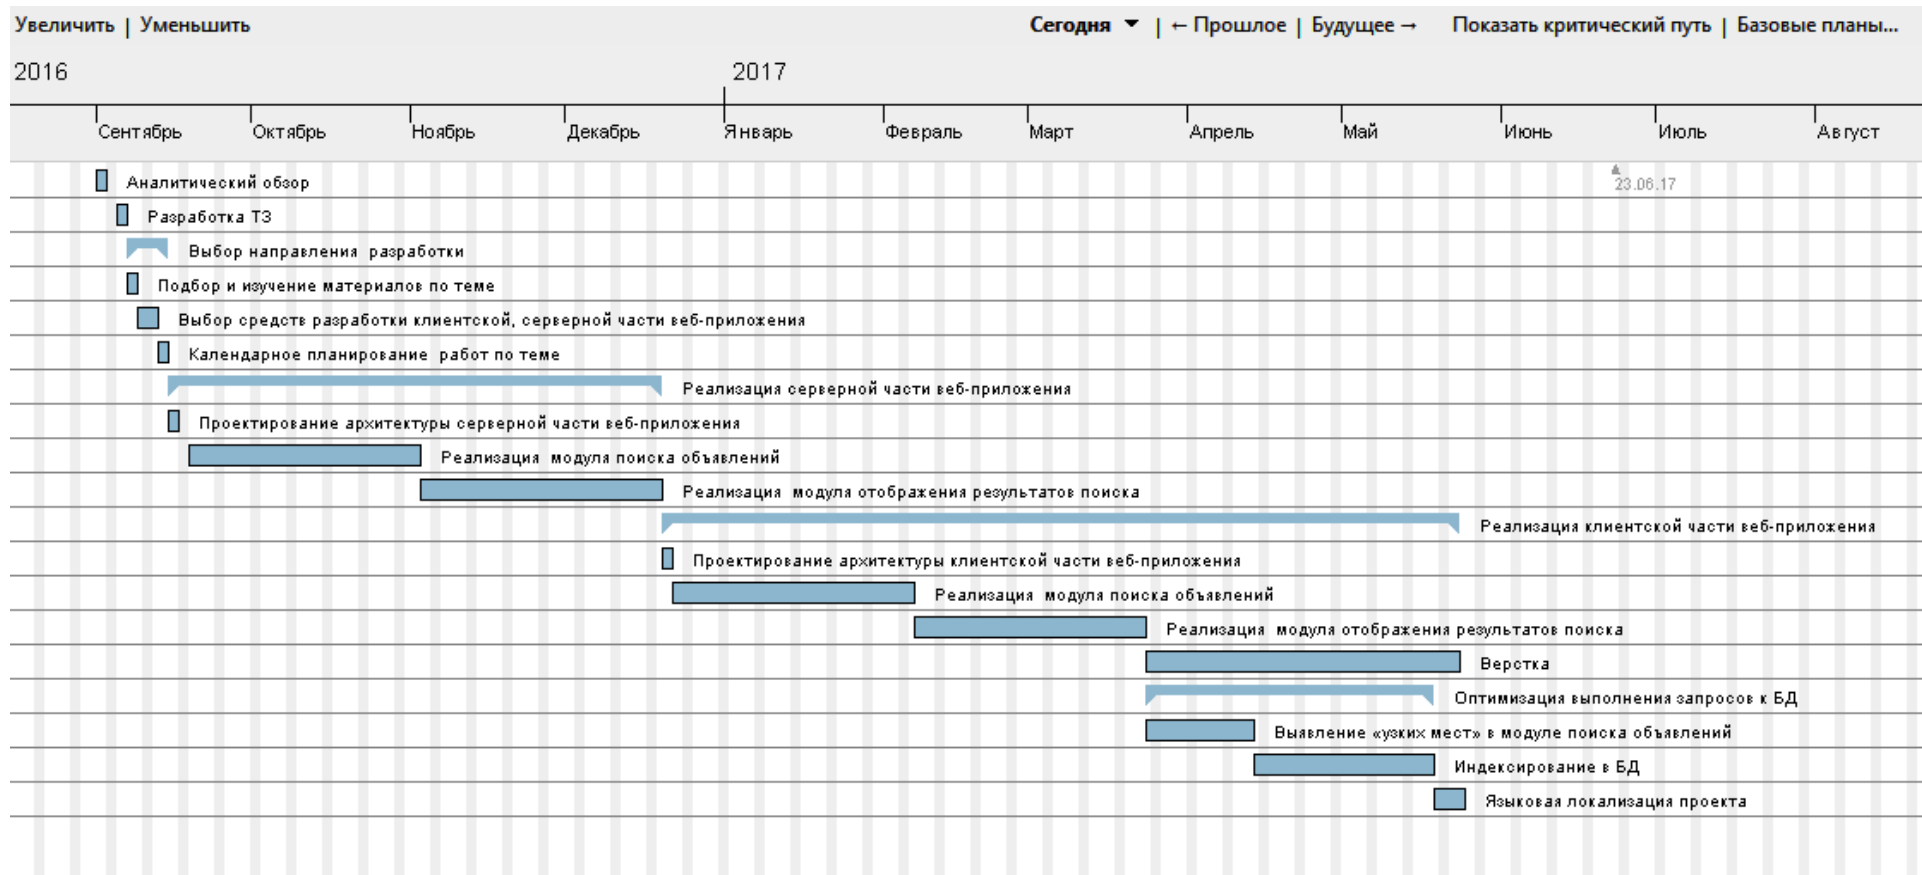 Увеличить | Уменьшить
Сегодня ▼ | ← Прошлое | Будущее → Показать критический путь | Базовые планы...
2016 2017
Сентябрь Октябрь Ноябрь Декабрь Январь Февраль Март Апрель Май Июнь Июль Август
Аналитический обзор
23.06.17
Разработка ТЗ
Выбор направления разработки
Подбор и изучение материалов по теме
Выбор средств разработки клиентской, серверной части веб-приложения
Календарное планирование работ по теме
Реализация серверной части веб-приложения
Проектирование архитектуры серверной части веб-приложения
Реализация модуля поиска объявлений
Реализация модула отображения результатов поиска
Реализация клиентской части веб-приложения
Проектирование архитектуры клиентской части веб-приложения
Реализация модуля поиска объявлений
Реализация модула отображения результатов поиска
Верстка
Оптимизация выполнения запросов к БД
Выявление «узких мест» в модуле поиска объявлений
Индексирование в БД
Языковая локализация проекта